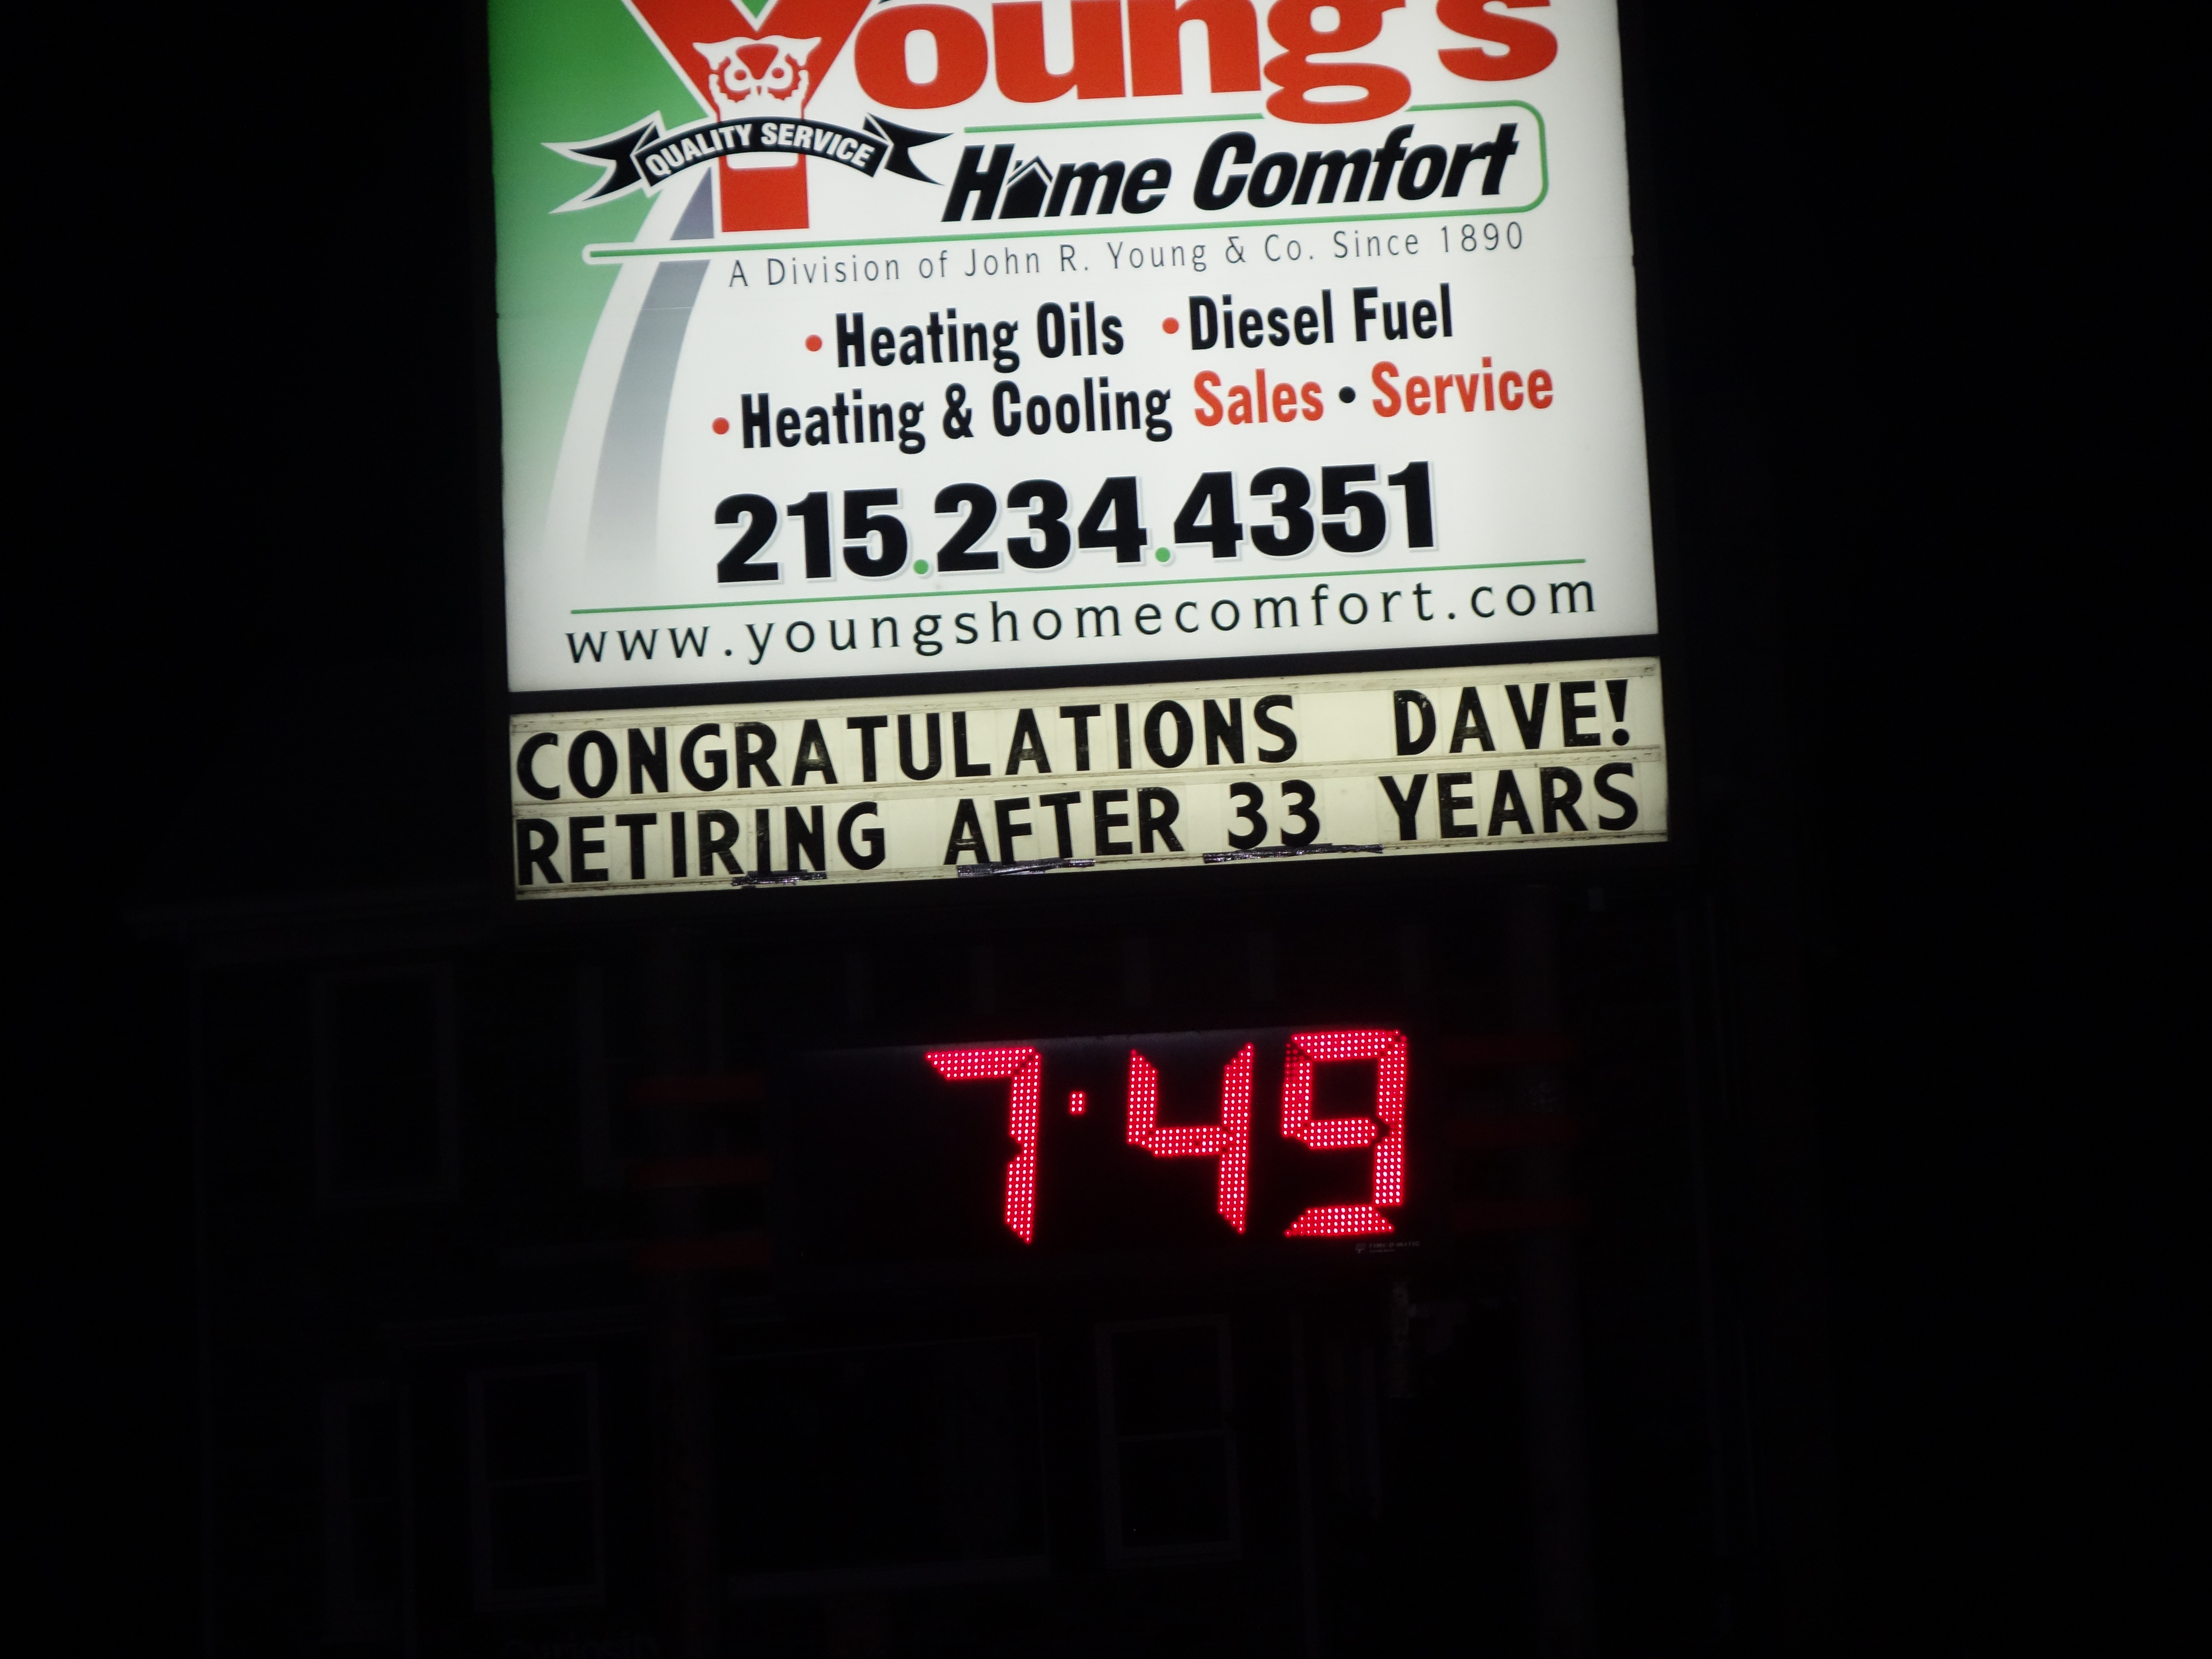 Young's
QUALITY SERVICE
Home Comfort
A Division of John R. Young & Co. Since 1890
• Heating Oils • Diesel Fuel
• Heating & Cooling Sales • Service
215.234.4351
www.youngshomecomfort.com
CONGRATULATIONS DAVE!
RETIRING AFTER 33 YEARS
7:49